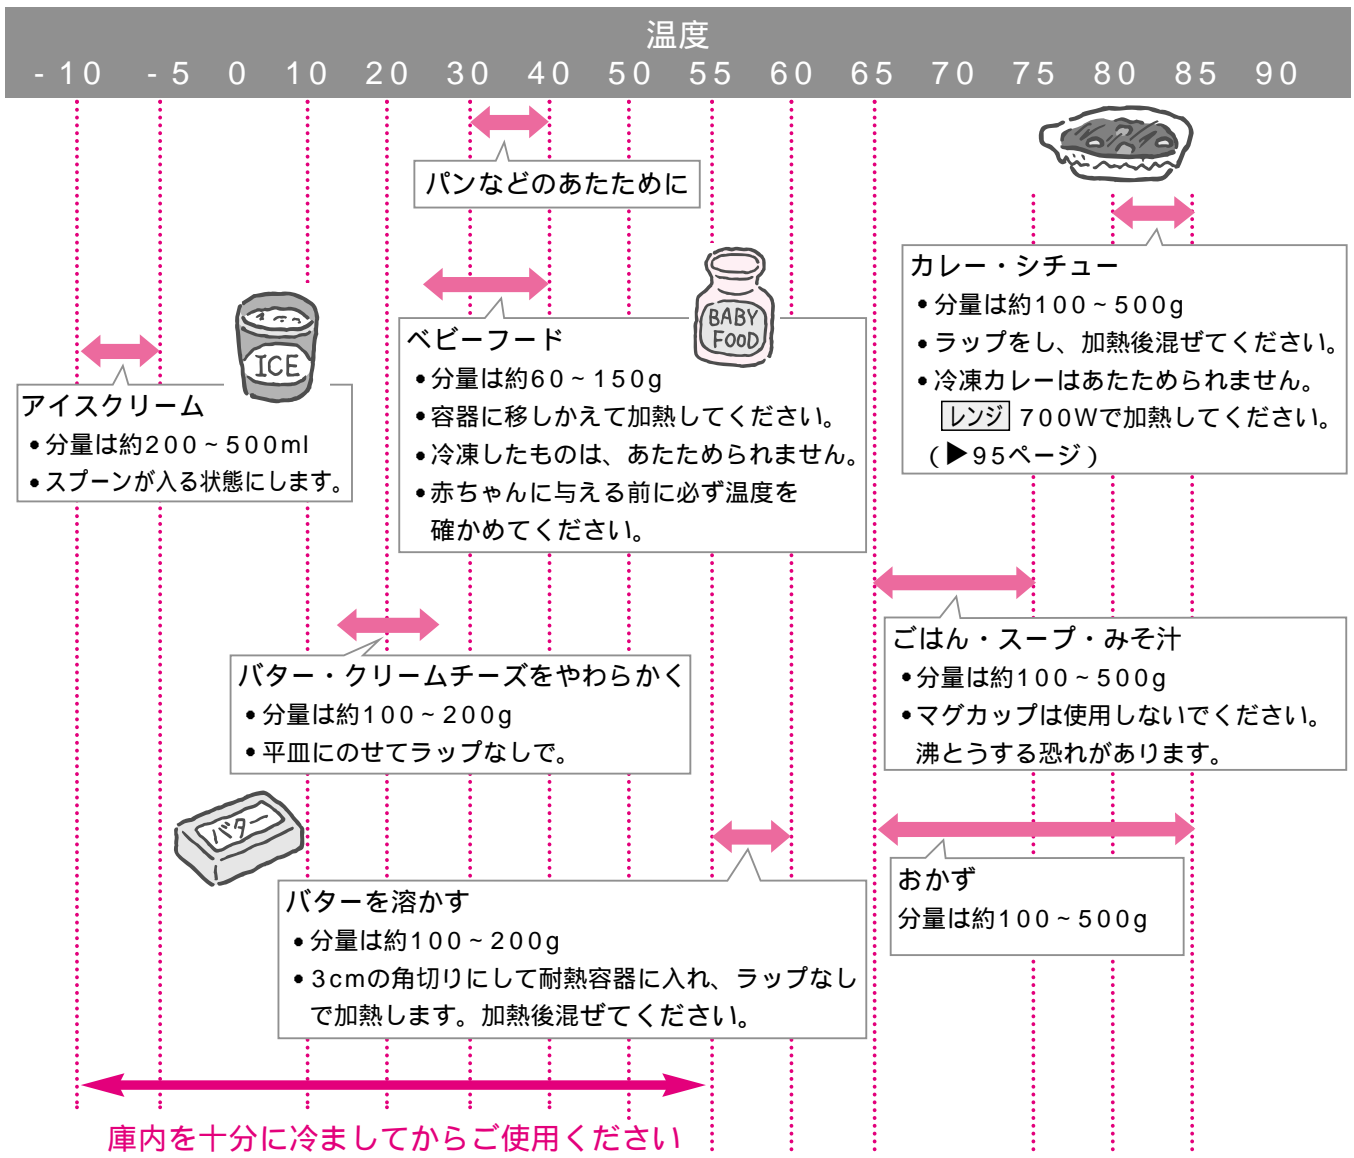 温度
-10 -5 0 10 20 30 40 50 55 60 65 70 75 80 85 90
パンなどのあたために
カレー・シチュー
•分量は約100~500g
•ラップをし、加熱後混ぜてください。
•冷凍カレーはあたためられません。
レンジ 700Wで加熱してください。
(▶95ページ)
BABY
FOOD
ベビーフード
•分量は約60~150g
•容器に移しかえて加熱してください。
•冷凍したものは、あたためられません。
•赤ちゃんに与える前に必ず温度を
確かめてください。
ICE
アイスクリーム
•分量は約200~500ml
•スプーンが入る状態にします。
ごはん・スープ・みそ汁
•分量は約100~500g
•マグカップは使用しないでください。
沸とうする恐れがあります。
バター・クリームチーズをやわらかく
•分量は約100~200g
•平皿にのせてラップなしで。
バター
バターを溶かす
•分量は約100~200g
•3cmの角切りにして耐熱容器に入れ、ラップなし
で加熱します。加熱後混ぜてください。
おかず
分量は約100~500g
庫内を十分に冷ましてからご使用ください